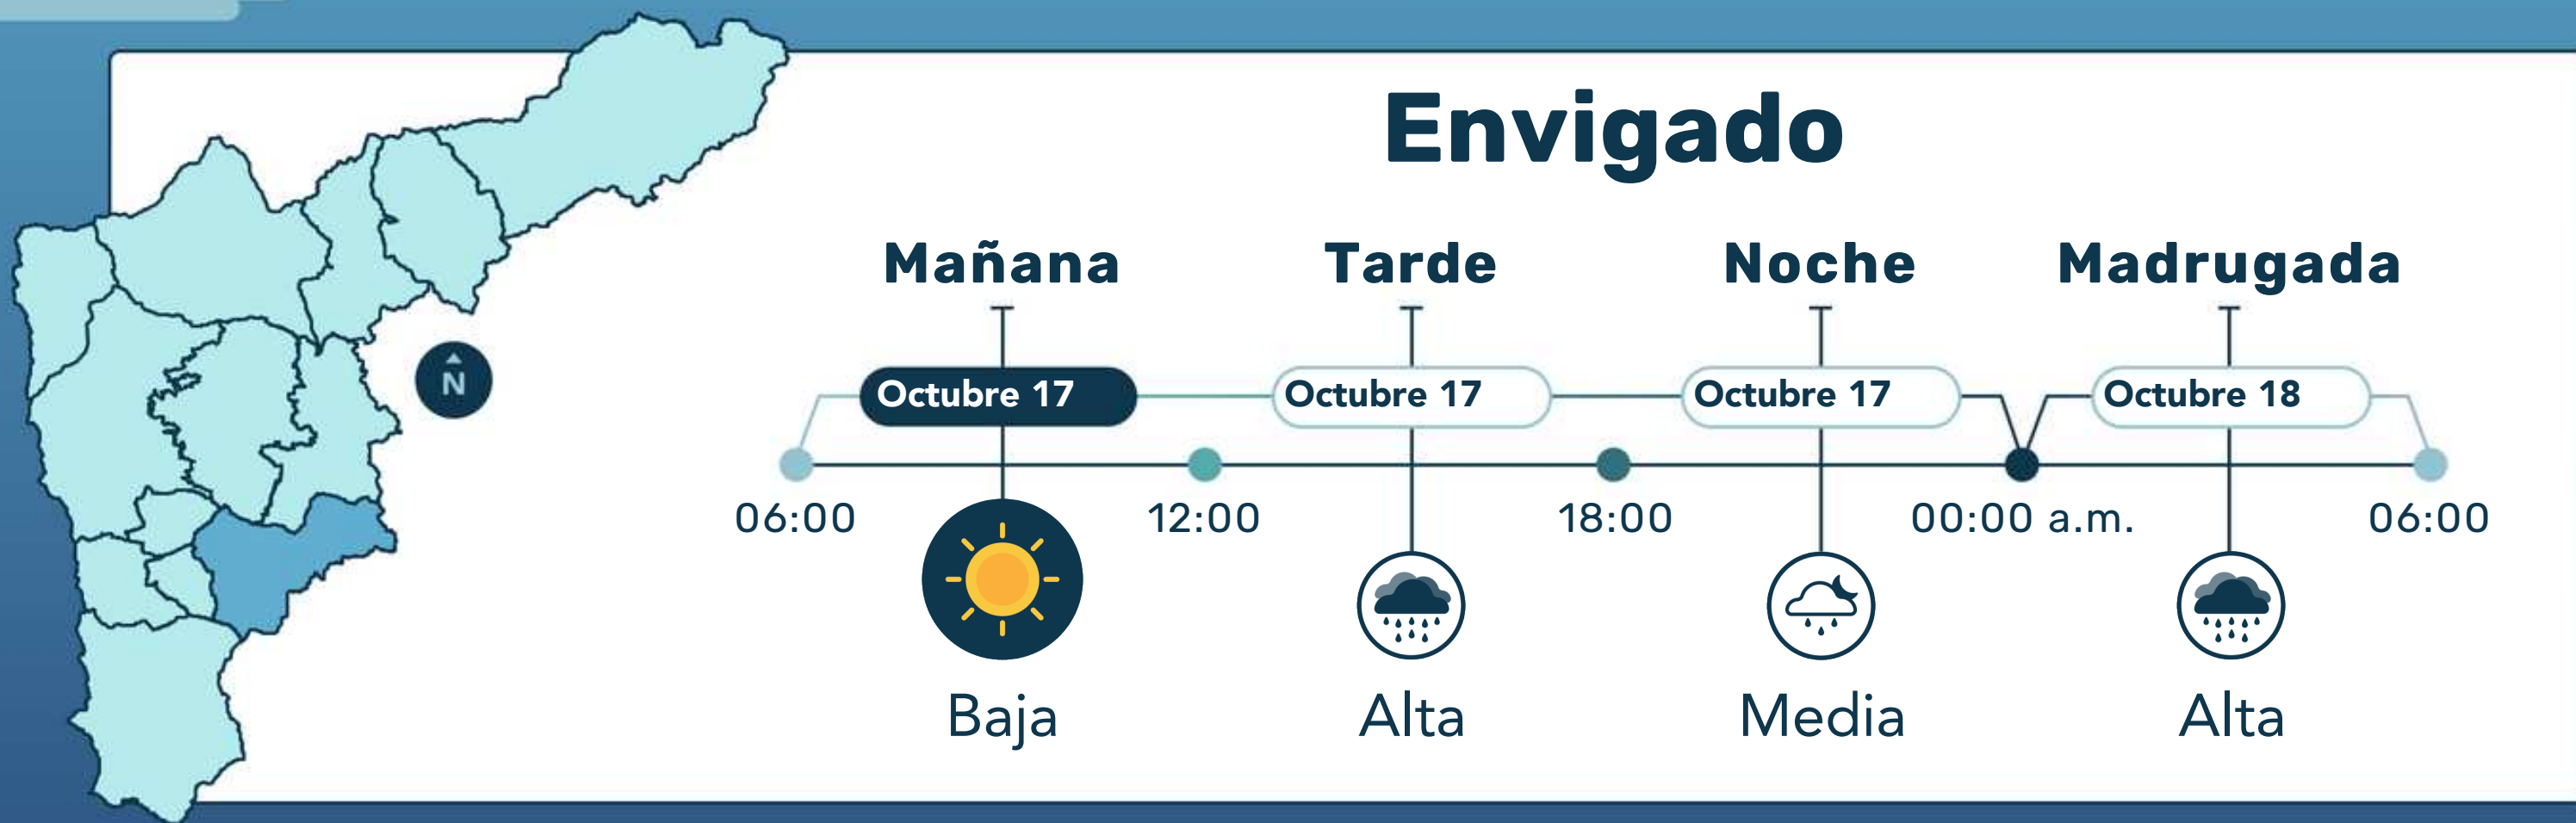 Envigado
Mañana Tarde Noche Madrugada
N
Octubre 17 Octubre 17 Octubre 17 Octubre 18
06:00 12:00 18:00 00:00 a.m. 06:00
Baja Alta Media Alta